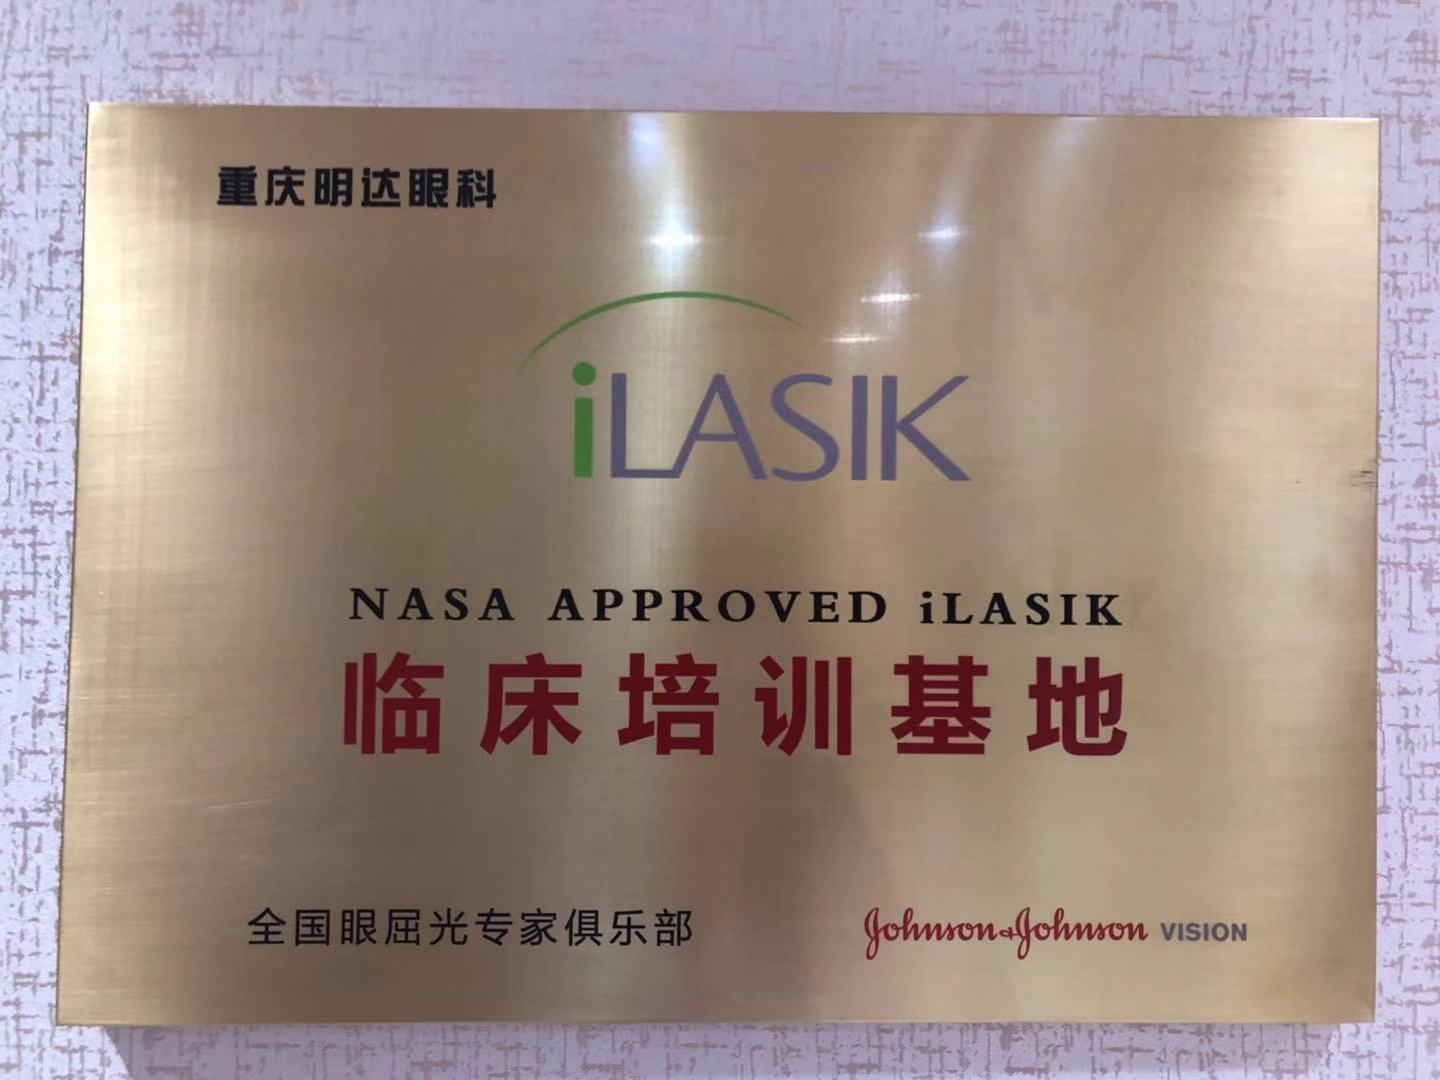 重庆明达眼科
iLASIK
NASA APPROVED iLASIK
临床培训基地
全国眼屈光专家俱乐部
Johnson&Johnson VISION